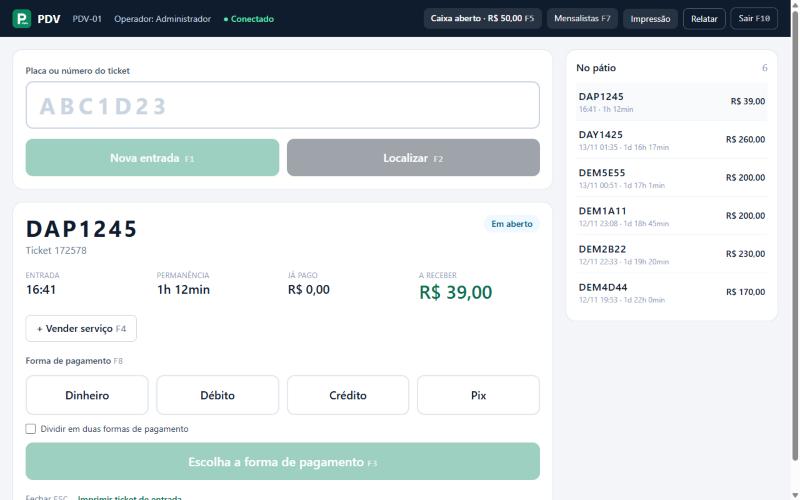 P PDV PDV-01 Operador: Administrador • Conectado Caixa aberto · R$ 50,00 F5 Mensalistas F7 Impressão Relatar Sair F10
Placa ou número do ticket
ABC1D23
Nova entrada F1 Localizar F2
DAP1245 Em aberto
Ticket 172578
ENTRADA PERMANÊNCIA JÁ PAGO A RECEBER
16:41 1h 12min R$ 0,00 R$ 39,00
+ Vender serviço F4
Forma de pagamento F8
Dinheiro Débito Crédito Pix
Dividir em duas formas de pagamento
Escolha a forma de pagamento F3
Fechar ESC Imprimir ticket de entrada
No pátio 6
DAP1245 R$ 39,00
16:41 · 1h 12min
DAY1425 R$ 260,00
13/11 01:35 · 1d 16h 17min
DEM5E55 R$ 200,00
13/11 00:51 · 1d 17h 1min
DEM1A11 R$ 200,00
12/11 23:08 · 1d 18h 45min
DEM2B22 R$ 230,00
12/11 22:33 · 1d 19h 20min
DEM4D44 R$ 170,00
12/11 19:53 · 1d 22h 0min